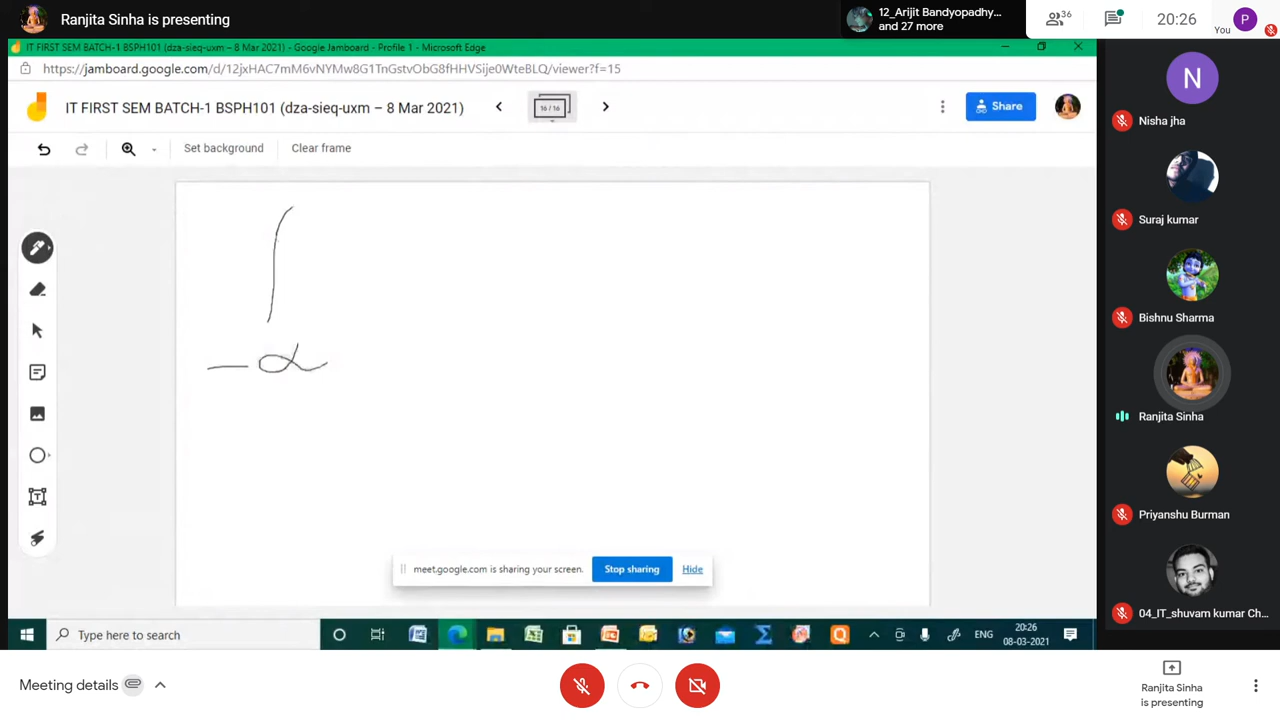 Ranjita Sinha is presenting
12_Arijit Bandyopadhy...
and 27 more
36
20:26
You
P
IT FIRST SEM BATCH-1 BSPH101 (dza-sieq-uxm – 8 Mar 2021) - Google Jamboard - Profile 1 - Microsoft Edge
https://jamboard.google.com/d/12jxHAC7mM6vNYMw8G1TnGstvObG8fHHVSije0WteBLQ/viewer?f=15
IT FIRST SEM BATCH-1 BSPH101 (dza-sieq-uxm – 8 Mar 2021)
16 / 16
Share
Set background
Clear frame
∫
-α
N
Nisha jha
Suraj kumar
Bishnu Sharma
Ranjita Sinha
Priyanshu Burman
04_IT_shuvam kumar Ch...
meet.google.com is sharing your screen.
Stop sharing
Hide
Type here to search
ENG
20:26
08-03-2021
Meeting details
Ranjita Sinha
is presenting